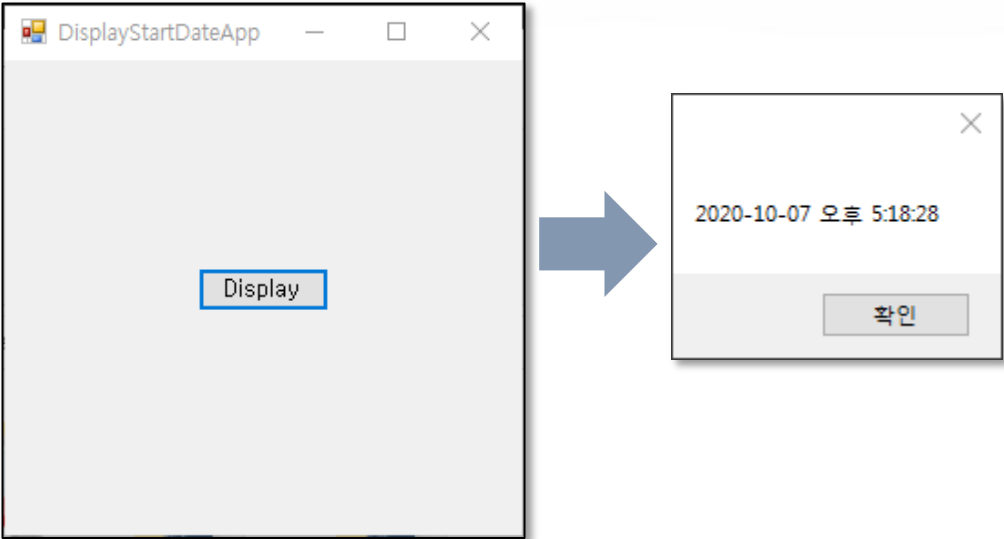 DisplayStartDateApp
Display
2020-10-07 오후 5:18:28
확인